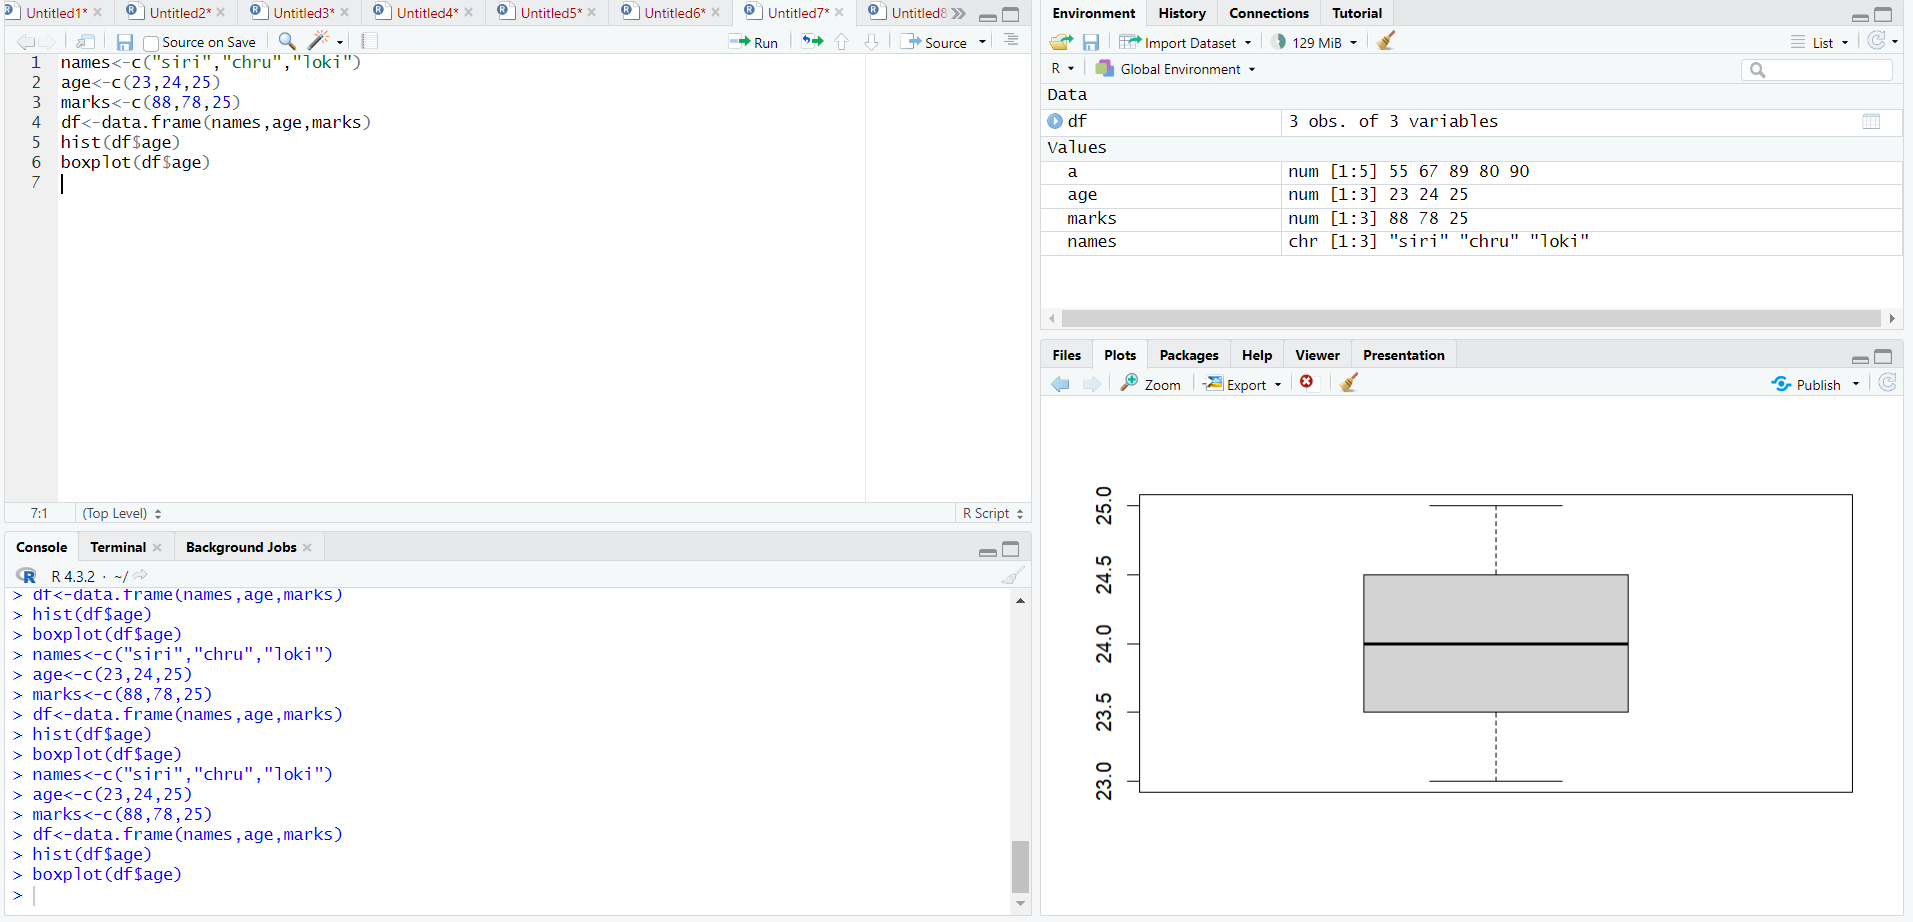 Untitled1* Untitled2* Untitled3* Untitled4* Untitled5* Untitled6* Untitled7* Untitled8
Source on Save Run Source
1 names<-c("siri","chru","loki")
2 age<-c(23,24,25)
3 marks<-c(88,78,25)
4 df<-data.frame(names,age,marks)
5 hist(df$age)
6 boxplot(df$age)
7
7:1 (Top Level) R Script
Console Terminal Background Jobs
R R 4.3.2 · ~/
> df<-data.frame(names,age,marks)
> hist(df$age)
> boxplot(df$age)
> names<-c("siri","chru","loki")
> age<-c(23,24,25)
> marks<-c(88,78,25)
> df<-data.frame(names,age,marks)
> hist(df$age)
> boxplot(df$age)
> names<-c("siri","chru","loki")
> age<-c(23,24,25)
> marks<-c(88,78,25)
> df<-data.frame(names,age,marks)
> hist(df$age)
> boxplot(df$age)
>
Environment History Connections Tutorial
Import Dataset 129 MiB List
R Global Environment
Data
df 3 obs. of 3 variables
Values
a num [1:5] 55 67 89 80 90
age num [1:3] 23 24 25
marks num [1:3] 88 78 25
names chr [1:3] "siri" "chru" "loki"
Files Plots Packages Help Viewer Presentation
Zoom Export Publish
25.0
24.5
24.0
23.5
23.0